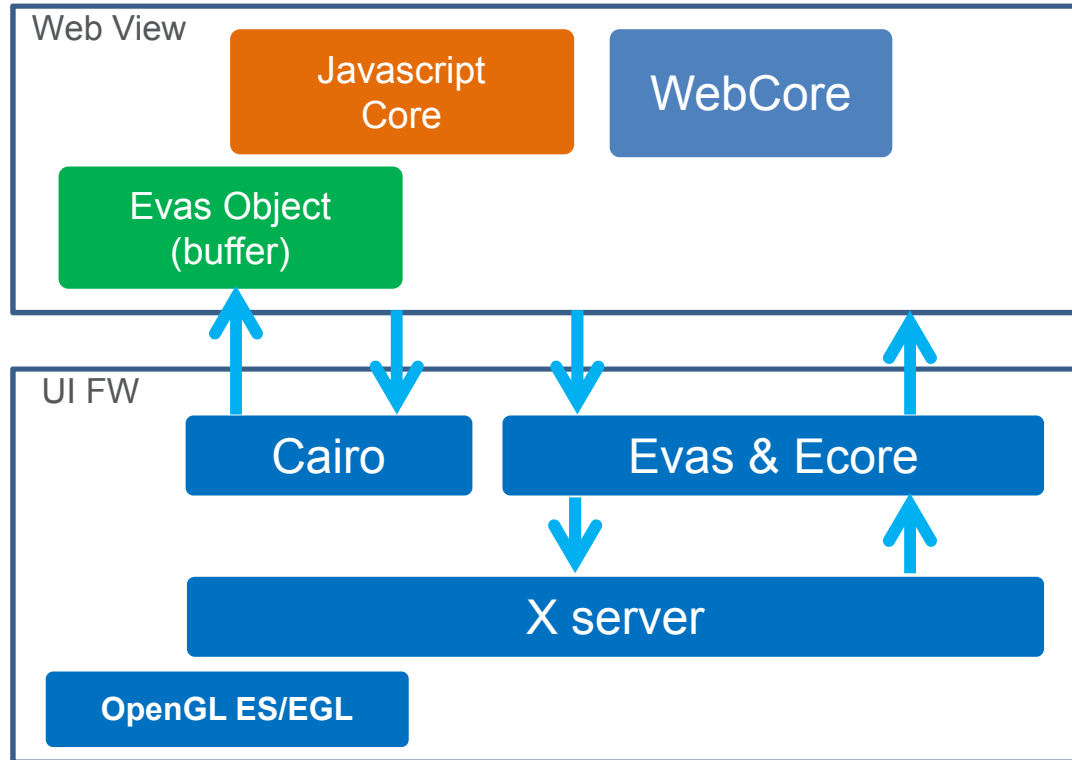 Web View
Javascript
Core
WebCore
Evas Object
(buffer)
UI FW
Cairo
Evas & Ecore
X server
OpenGL ES/EGL